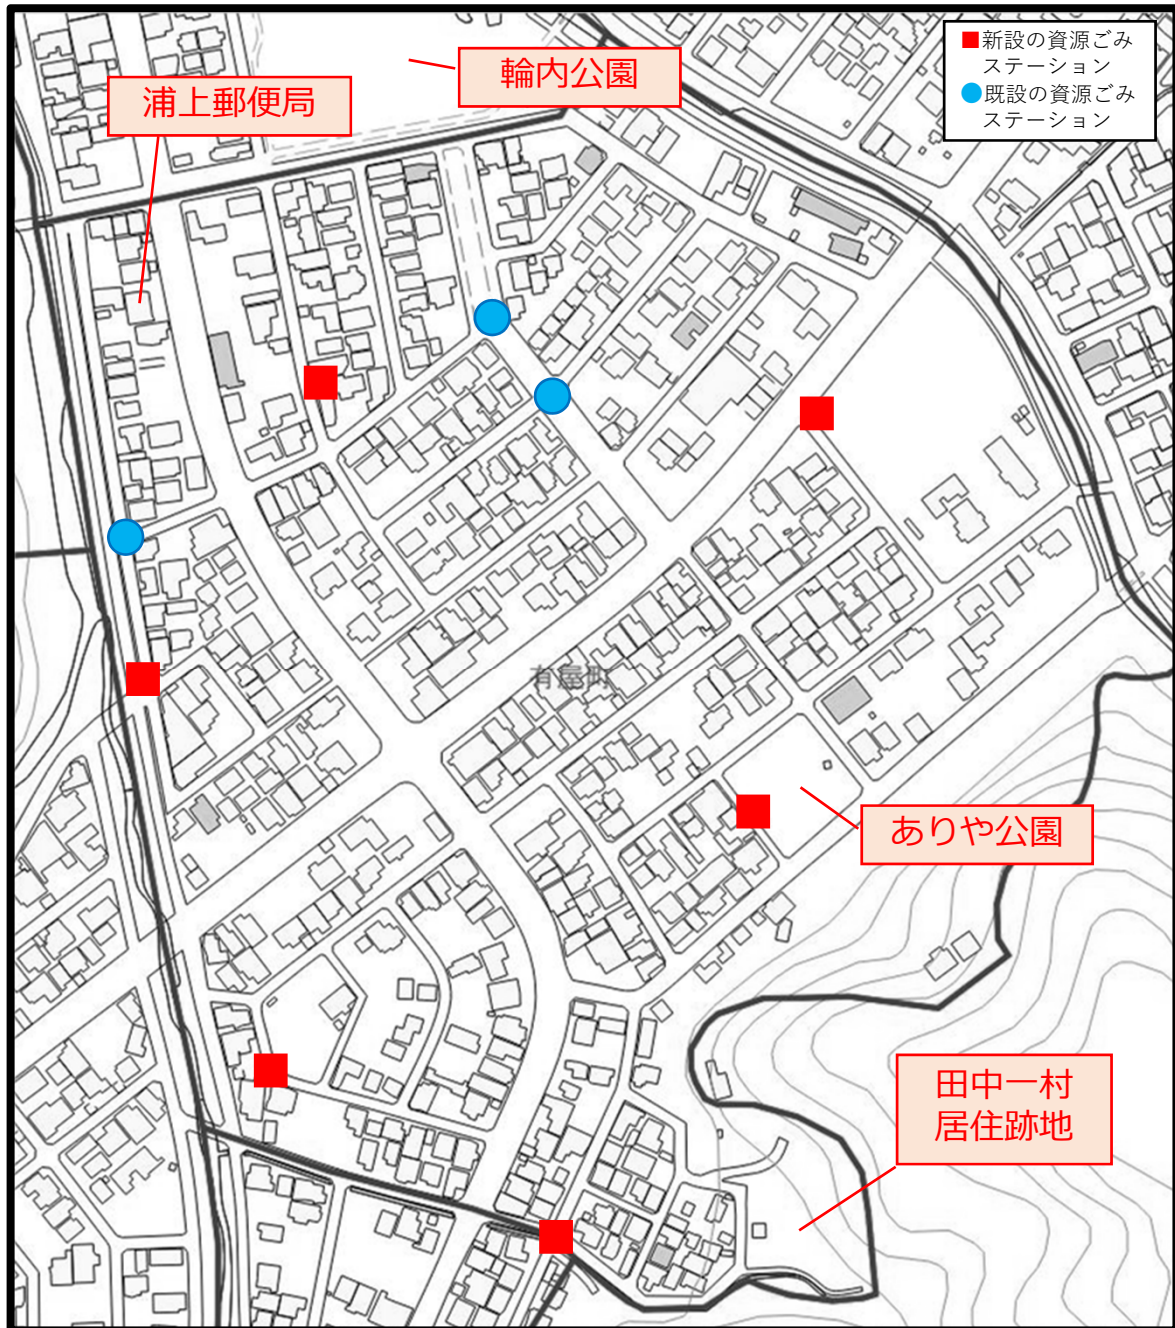 新設の資源ごみ
ステーション
既設の資源ごみ
ステーション
輪内公園
浦上郵便局
有屋町
ありや公園
田中一村
居住跡地